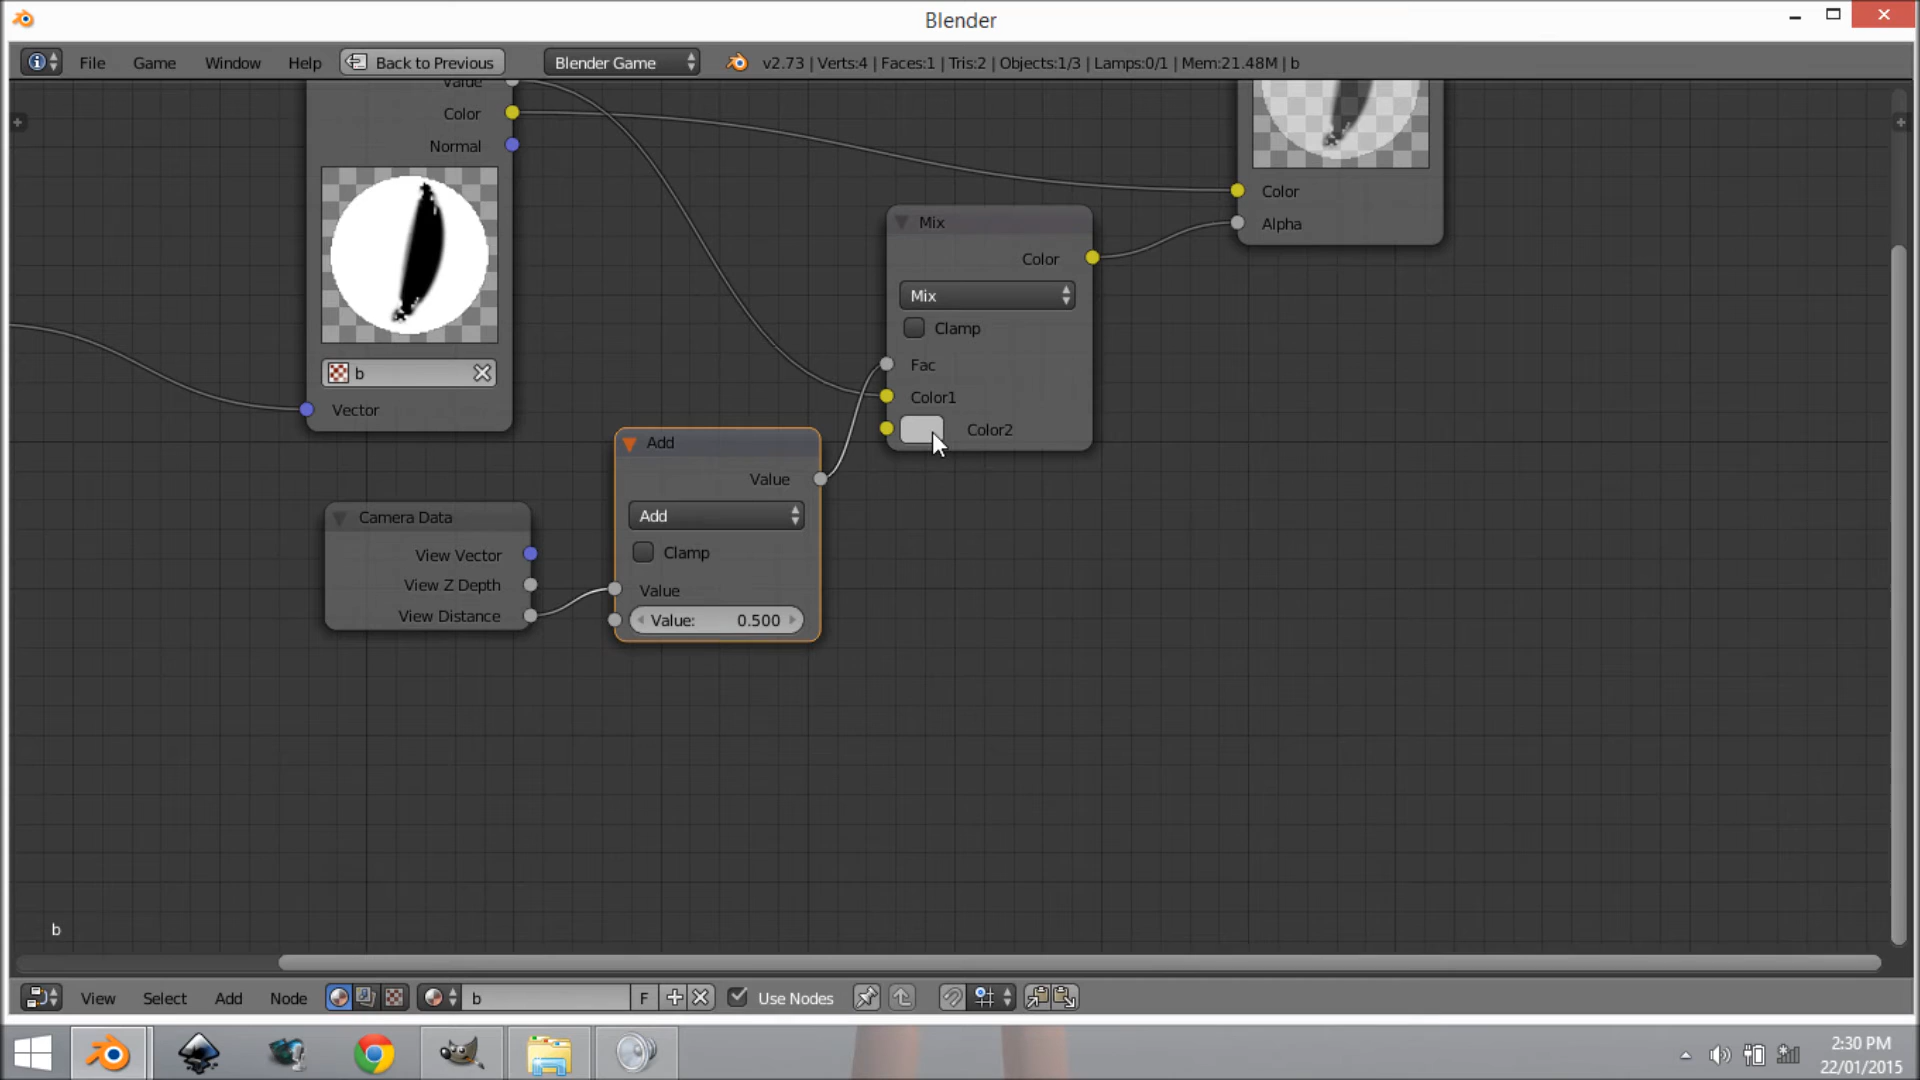 Blender
File Game Window Help Back to Previous Blender Game v2.73 | Verts:4 | Faces:1 | Tris:2 | Objects:1/3 | Lamps:0/1 | Mem:21.48M | b
Value
Color
Normal
b
Vector
Color
Alpha
Mix
Color
Mix
Clamp
Fac
Color1
Color2
Add
Value
Add
Clamp
Value
Value: 0.500
Camera Data
View Vector
View Z Depth
View Distance
b
View Select Add Node b F Use Nodes
2:30 PM
22/01/2015